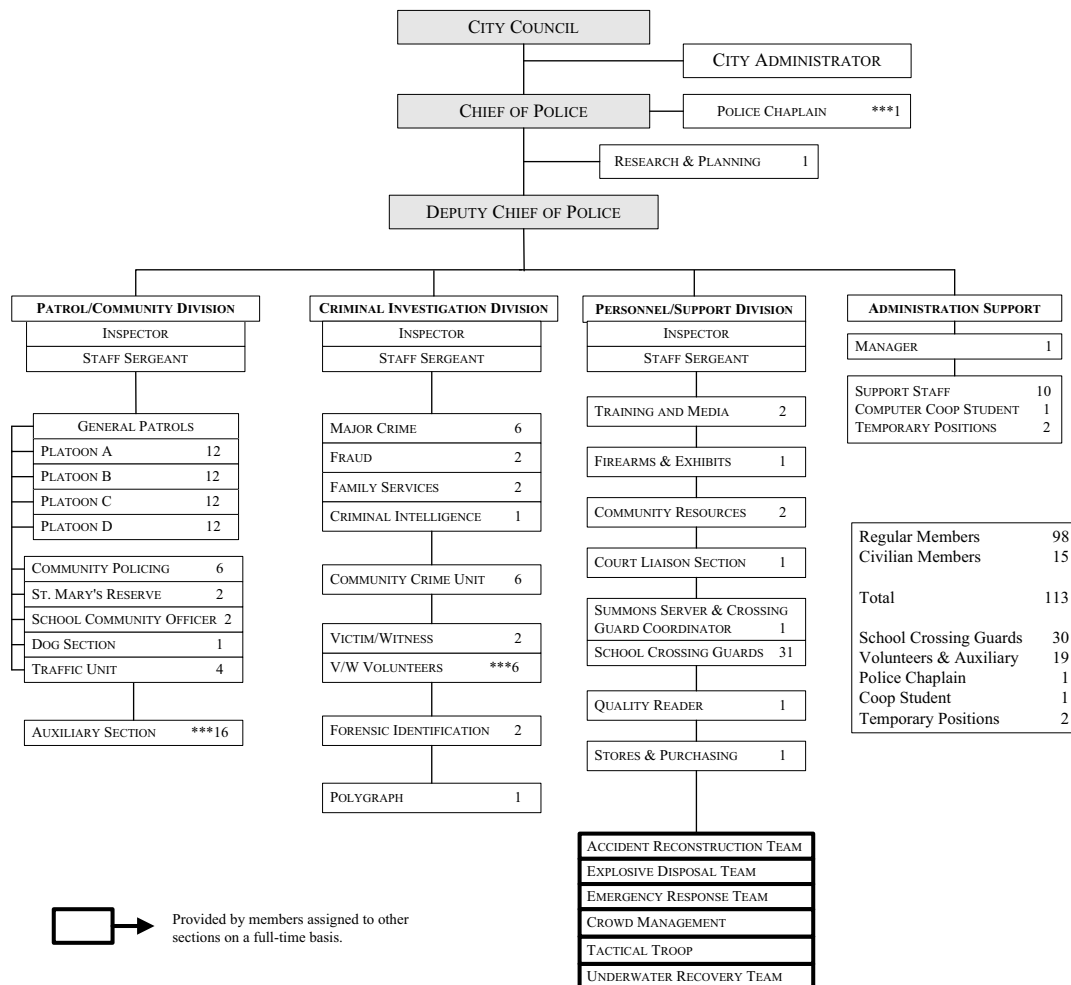 CITY COUNCIL
CITY ADMINISTRATOR
CHIEF OF POLICE
POLICE CHAPLAIN ***1
RESEARCH & PLANNING 1
DEPUTY CHIEF OF POLICE
PATROL/COMMUNITY DIVISION
INSPECTOR
STAFF SERGEANT
GENERAL PATROLS
PLATOON A 12
PLATOON B 12
PLATOON C 12
PLATOON D 12
COMMUNITY POLICING 6
ST. MARY'S RESERVE 2
SCHOOL COMMUNITY OFFICER 2
DOG SECTION 1
TRAFFIC UNIT 4
AUXILIARY SECTION ***16
CRIMINAL INVESTIGATION DIVISION
INSPECTOR
STAFF SERGEANT
MAJOR CRIME 6
FRAUD 2
FAMILY SERVICES 2
CRIMINAL INTELLIGENCE 1
COMMUNITY CRIME UNIT 6
VICTIM/WITNESS 2
V/W VOLUNTEERS ***6
FORENSIC IDENTIFICATION 2
POLYGRAPH 1
PERSONNEL/SUPPORT DIVISION
INSPECTOR
STAFF SERGEANT
TRAINING AND MEDIA 2
FIREARMS & EXHIBITS 1
COMMUNITY RESOURCES 2
COURT LIAISON SECTION 1
SUMMONS SERVER & CROSSING
GUARD COORDINATOR 1
SCHOOL CROSSING GUARDS 31
QUALITY READER 1
STORES & PURCHASING 1
ACCIDENT RECONSTRUCTION TEAM
EXPLOSIVE DISPOSAL TEAM
EMERGENCY RESPONSE TEAM
CROWD MANAGEMENT
TACTICAL TROOP
UNDERWATER RECOVERY TEAM
ADMINISTRATION SUPPORT
MANAGER 1
SUPPORT STAFF 10
COMPUTER COOP STUDENT 1
TEMPORARY POSITIONS 2
Regular Members 98
Civilian Members 15
Total 113
School Crossing Guards 30
Volunteers & Auxiliary 19
Police Chaplain 1
Coop Student 1
Temporary Positions 2
Provided by members assigned to other
sections on a full-time basis.